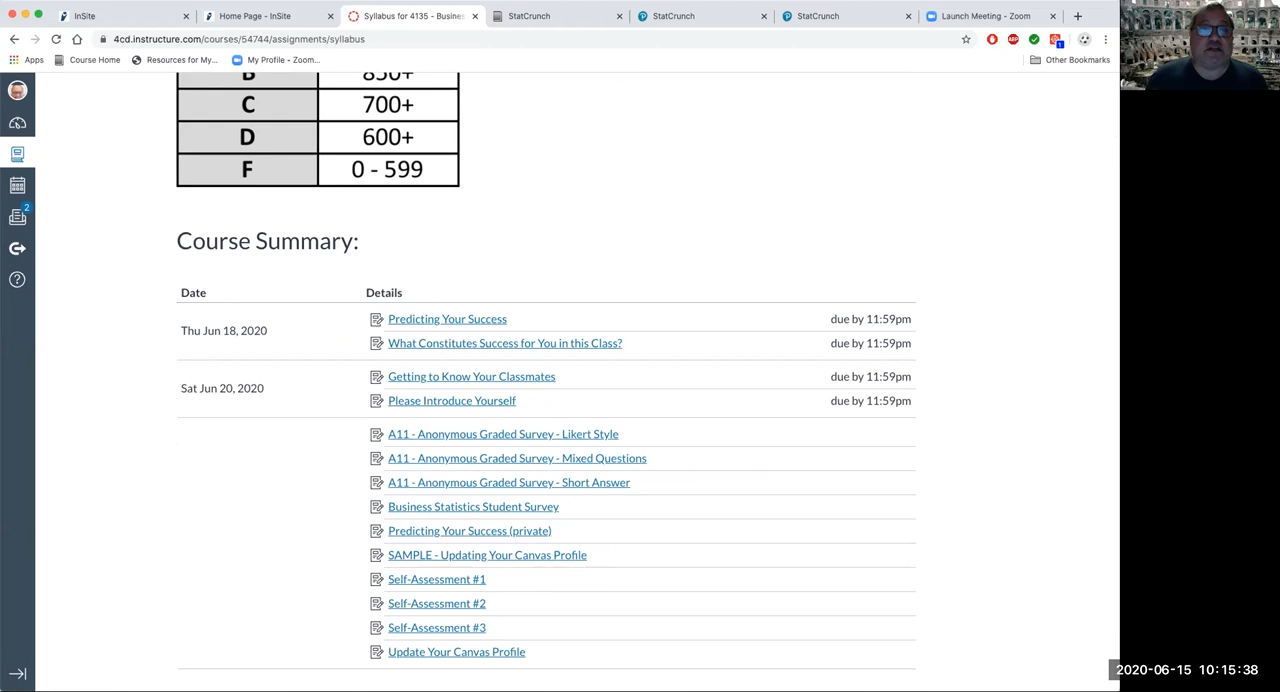 InSite
Home Page - InSite
Syllabus for 4135 - Busines
StatCrunch
StatCrunch
StatCrunch
Launch Meeting - Zoom
4cd.instructure.com/courses/54744/assignments/syllabus
ABP
1
Apps
Course Home
Resources for My...
My Profile - Zoom...
Other Bookmarks
B 850+
C 700+
D 600+
F 0 - 599
2
Course Summary:
Date Details
Thu Jun 18, 2020
Predicting Your Success due by 11:59pm
What Constitutes Success for You in this Class? due by 11:59pm
Sat Jun 20, 2020
Getting to Know Your Classmates due by 11:59pm
Please Introduce Yourself due by 11:59pm
A11 - Anonymous Graded Survey - Likert Style
A11 - Anonymous Graded Survey - Mixed Questions
A11 - Anonymous Graded Survey - Short Answer
Business Statistics Student Survey
Predicting Your Success (private)
SAMPLE - Updating Your Canvas Profile
Self-Assessment #1
Self-Assessment #2
Self-Assessment #3
Update Your Canvas Profile
2020-06-15 10:15:38